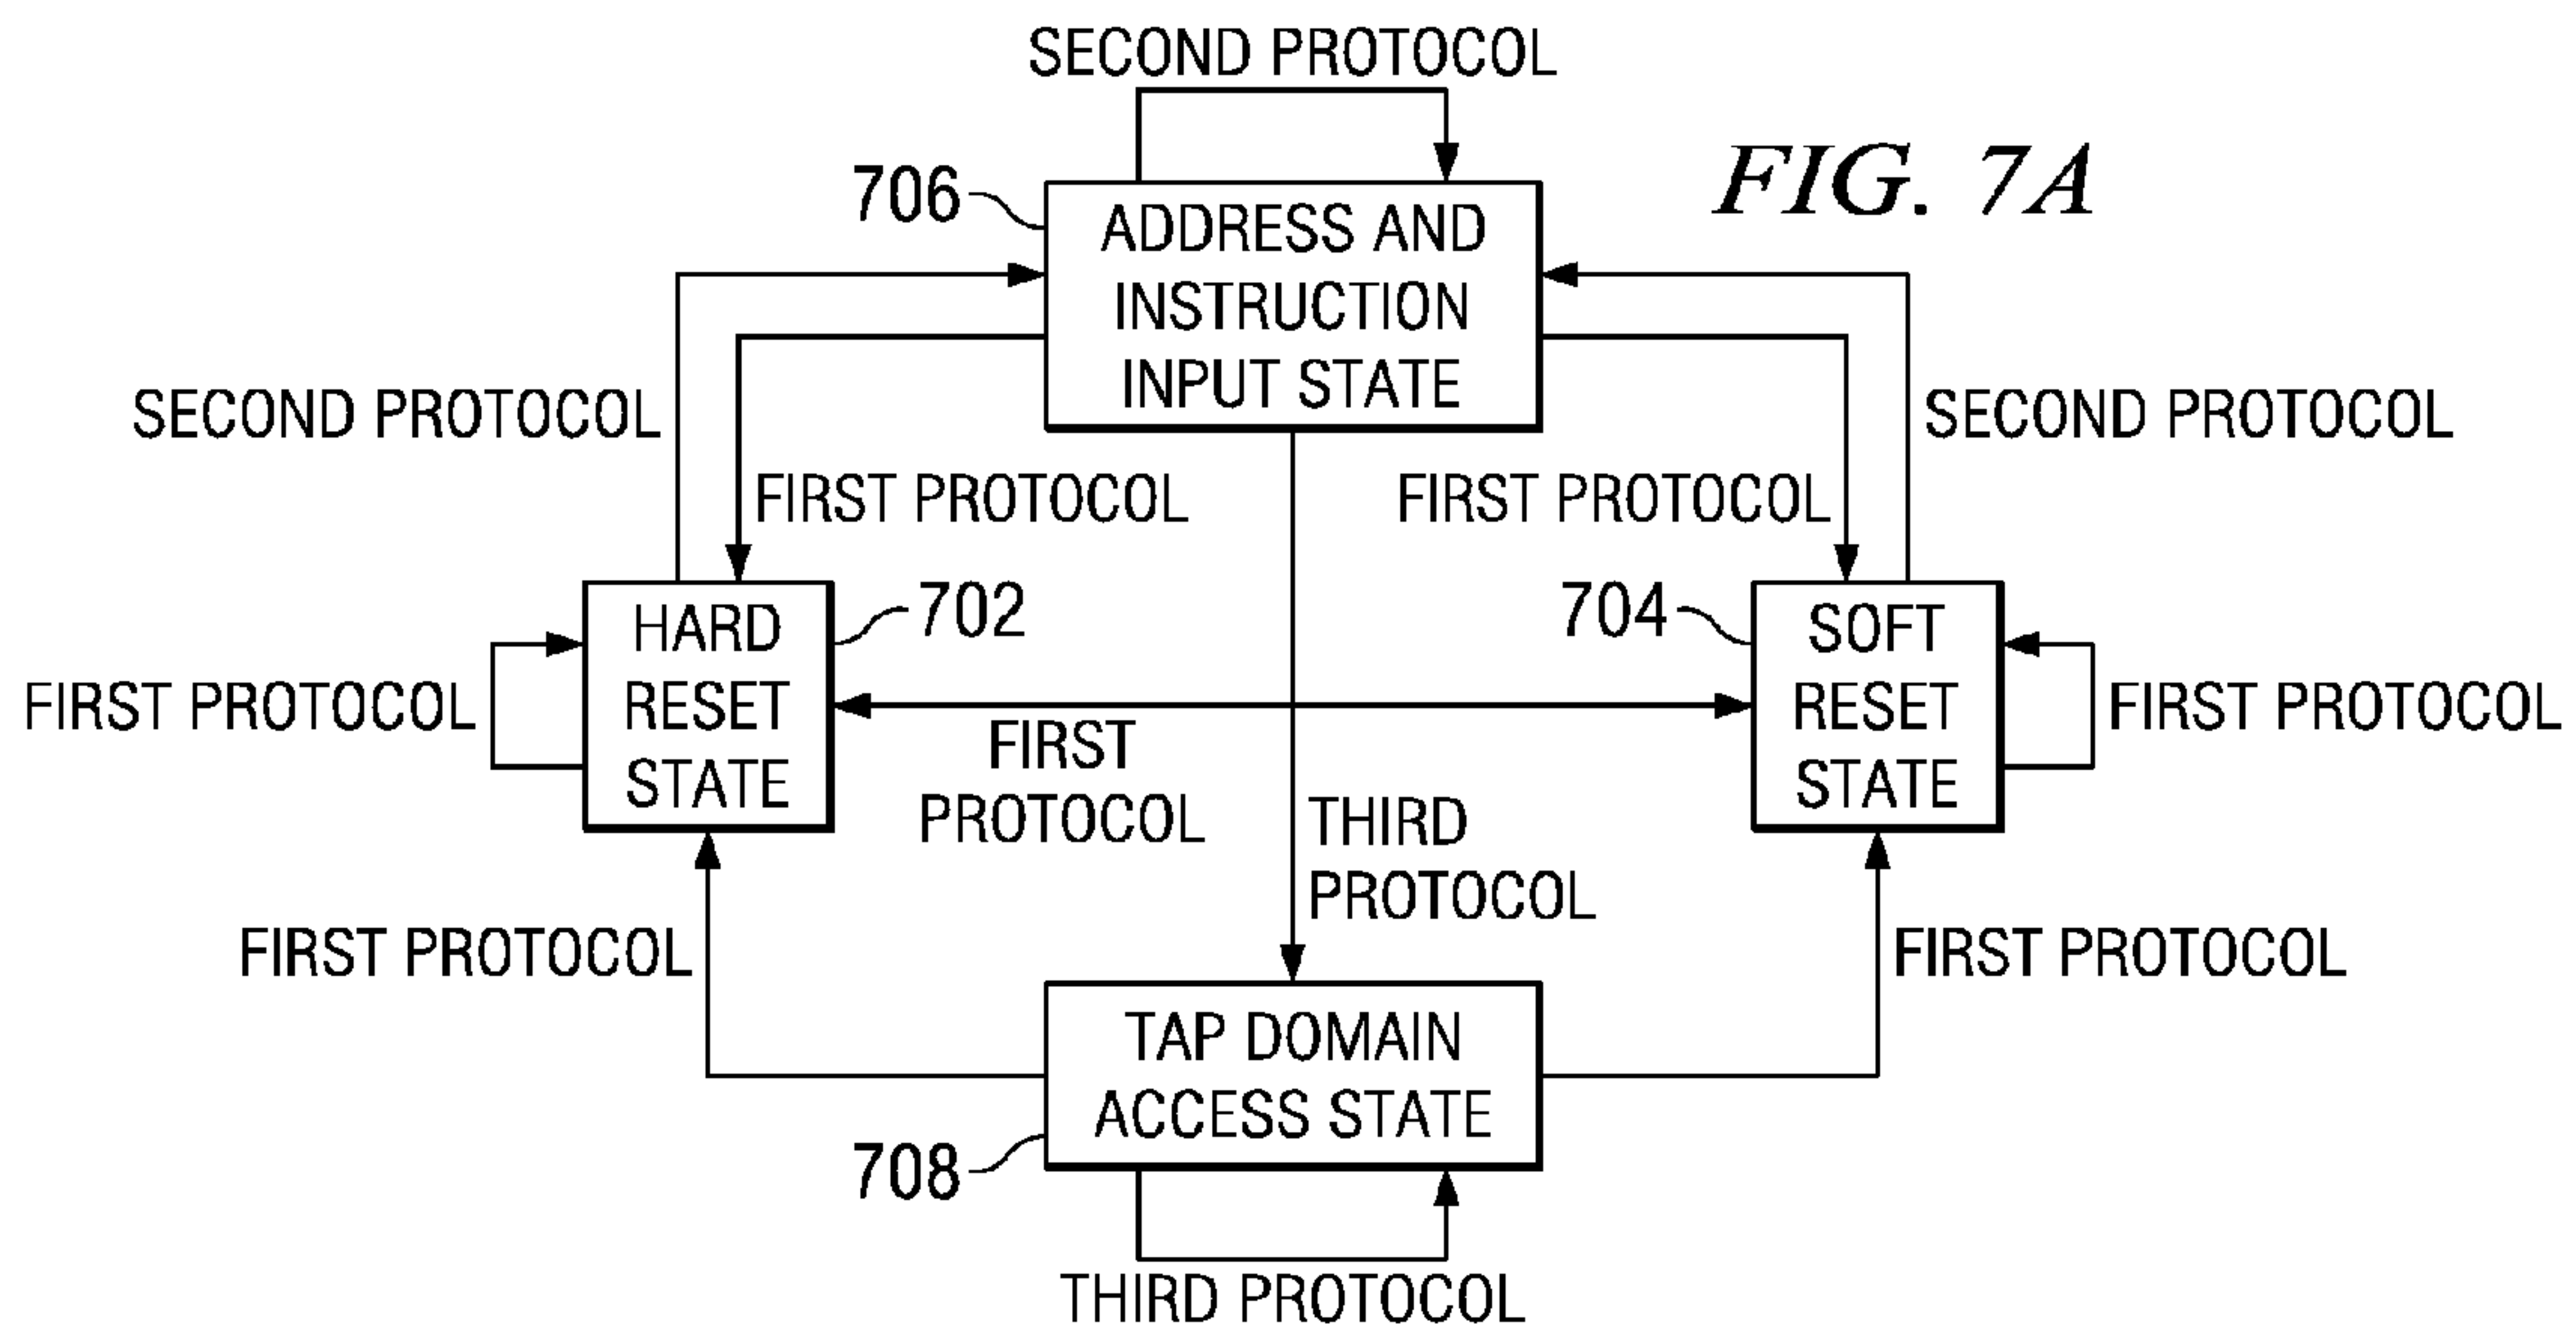 SECOND PROTOCOL
FIG. 7A
706
ADDRESS AND
INSTRUCTION
INPUT STATE
SECOND PROTOCOL
SECOND PROTOCOL
FIRST PROTOCOL
FIRST PROTOCOL
702
704
HARD
RESET
STATE
SOFT
RESET
STATE
FIRST PROTOCOL
FIRST PROTOCOL
FIRST
PROTOCOL
THIRD
PROTOCOL
FIRST PROTOCOL
FIRST PROTOCOL
TAP DOMAIN
ACCESS STATE
708
THIRD PROTOCOL